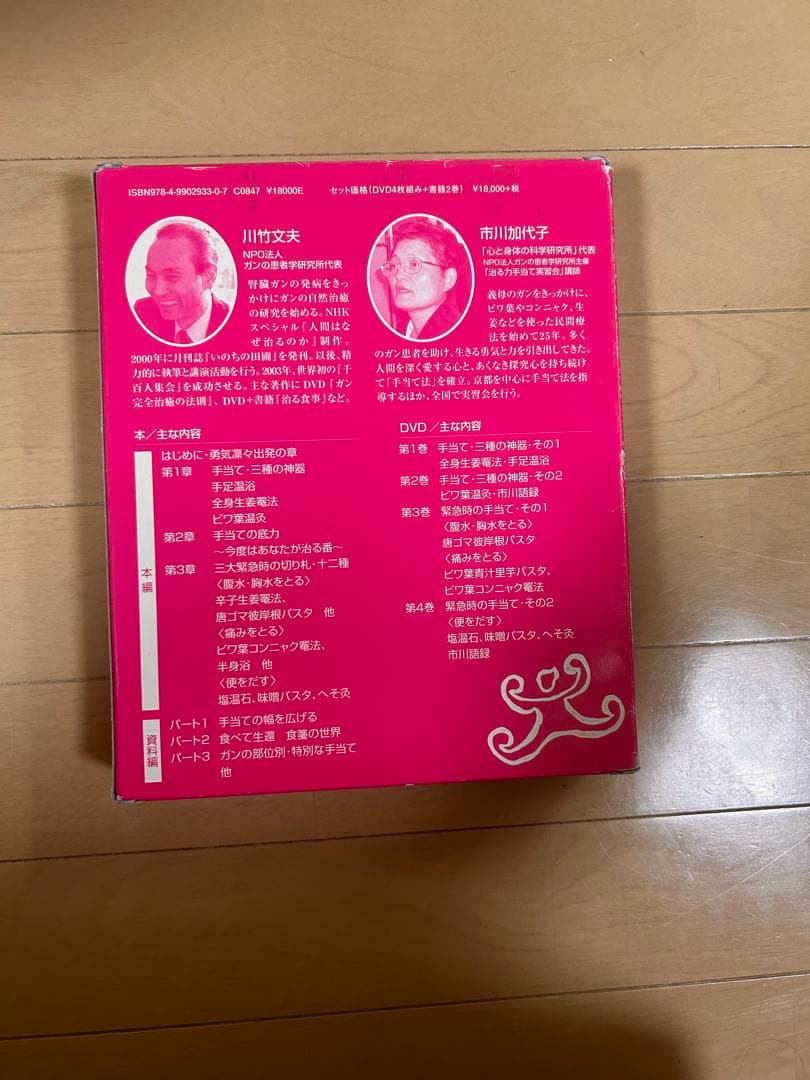 ISBN978-4-9902933-0-7 C0847 ¥18000E セット価格(DVD4枚組み+書籍2巻) ¥18,000+税
川竹文夫
NPO法人
ガンの患者学研究所代表
腎臓ガンの発病をきっ
かけにガンの自然治癒
の研究を始める。NHK
スペシャル『人間はな
ぜ治るのか』制作。
2000年に月刊誌『いのちの田圃』を発刊。以後、精
力的に執筆と講演活動を行う。2003年、世界初の『千
百人集会』を成功させる。主な著作にDVD『ガン
完全治癒の法則』、DVD+書籍『治る食事』など。
市川加代子
「心と身体の科学研究所」代表
NPO法人ガンの患者学研究所主催
「治る力手当て実習会」講師
義母のガンをきっかけに、
ビワ葉やコンニャク、生
姜などを使った民間療
法を始めて25年。多く
のガン患者を助け、生きる勇気と力を引き出してきた。
人間を深く愛する心と、あくなき探究心を持ち続け
て「手当て法」を確立。京都を中心に手当て法を指
導するほか、全国で実習会を行う。
本/主な内容
はじめに・勇気凛々出発の章
本編
第1章 手当て・三種の神器
手足温浴
全身生姜罨法
ビワ葉温灸
第2章 手当ての底力
〜今度はあなたが治る番〜
第3章 三大緊急時の切り札・十二種
〈腹水・胸水をとる〉
辛子生姜罨法、
唐ゴマ彼岸根パスタ 他
〈痛みをとる〉
ビワ葉コンニャク罨法、
半身浴 他
〈便をだす〉
塩温石、味噌パスタ、へそ灸
資料編
パート1 手当ての幅を広げる
パート2 食べて生還 食箋の世界
パート3 ガンの部位別・特別な手当て
他
DVD/主な内容
第1巻 手当て・三種の神器・その1
全身生姜罨法・手足温浴
第2巻 手当て・三種の神器・その2
ビワ葉温灸・市川語録
第3巻 緊急時の手当て・その1
〈腹水・胸水をとる〉
唐ゴマ彼岸根パスタ
〈痛みをとる〉
ビワ葉青汁里芋パスタ、
ビワ葉コンニャク罨法
第4巻 緊急時の手当て・その2
〈便をだす〉
塩温石、味噌パスタ、へそ灸
市川語録